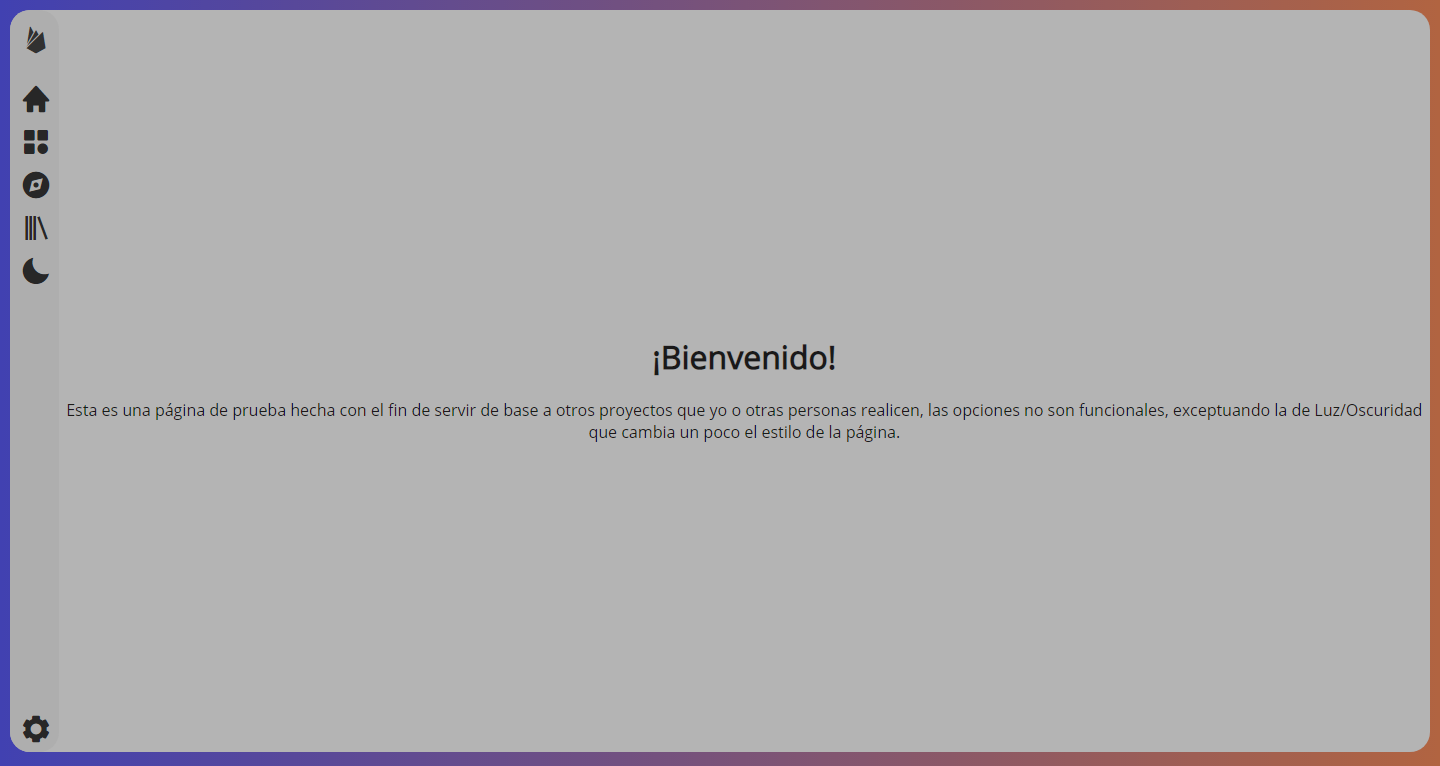 ¡Bienvenido!
Esta es una página de prueba hecha con el fin de servir de base a otros proyectos que yo o otras personas realicen, las opciones no son funcionales, exceptuando la de Luz/Oscuridad
que cambia un poco el estilo de la página.